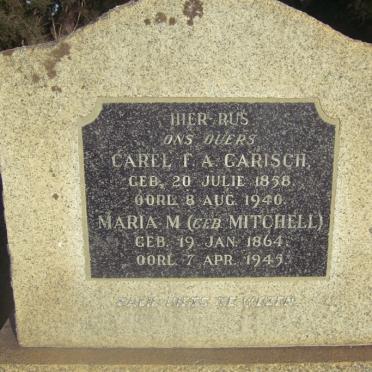 HIER RUS
ONS OUERS
CAREL F. A. GARISCH,
GEB. 20 JULIE 1858.
OORL. 8 AUG. 1940.
MARIA M. (GEB. MITCHELL)
GEB. 19 JAN. 1864.
OORL. 7 APR. 1945.